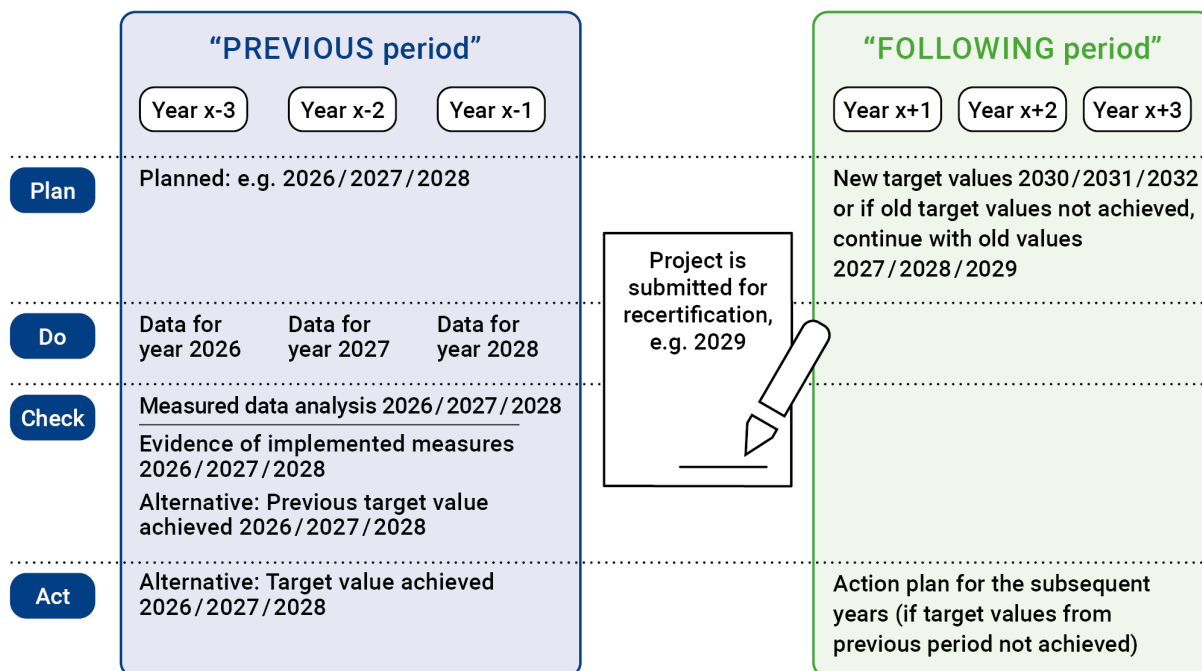 “PREVIOUS period”
“FOLLOWING period”
Year x-3
Year x-2
Year x-1
Year x+1
Year x+2
Year x+3
Plan
Planned: e.g. 2026/2027/2028
New target values 2030/2031/2032
or if old target values not achieved,
continue with old values
2027/2028/2029
Project is
submitted for
recertification,
e.g. 2029
Do
Data for
year 2026
Data for
year 2027
Data for
year 2028
Check
Measured data analysis 2026/2027/2028
Evidence of implemented measures
2026/2027/2028
Alternative: Previous target value
achieved 2026/2027/2028
Act
Alternative: Target value achieved
2026/2027/2028
Action plan for the subsequent
years (if target values from
previous period not achieved)